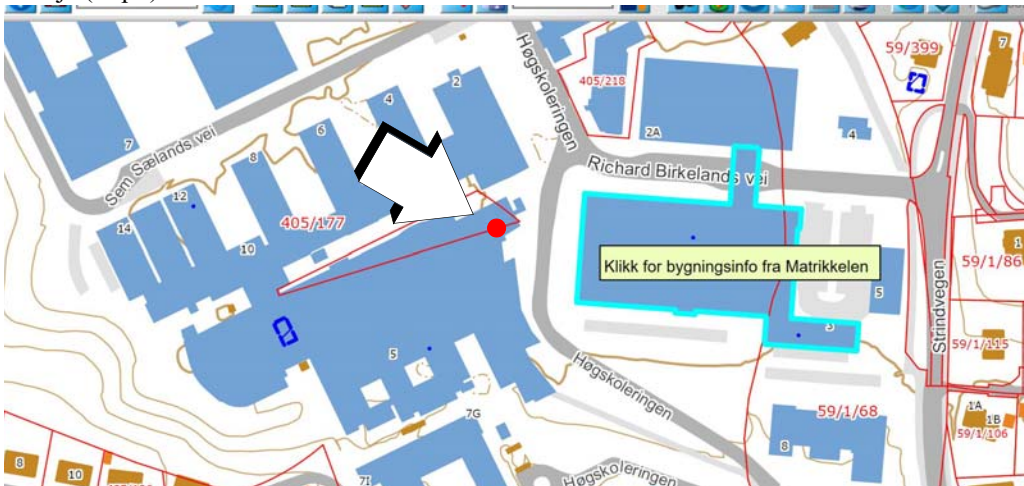 59/399
7
Høgskoleringen
405/218
2
4
2A
4
6
7
Sem Sælands vei
8
Richard Birkelands vei
12
14
405/177
10
1
59/1/86
Klikk for bygningsinfo fra Matrikkelen
5
3
Strindvegen
59/1/115
5
Høgskoleringen
1A
1B
7G
59/1/68
59/1/106
8
8
10
7I
Høgskoleringen